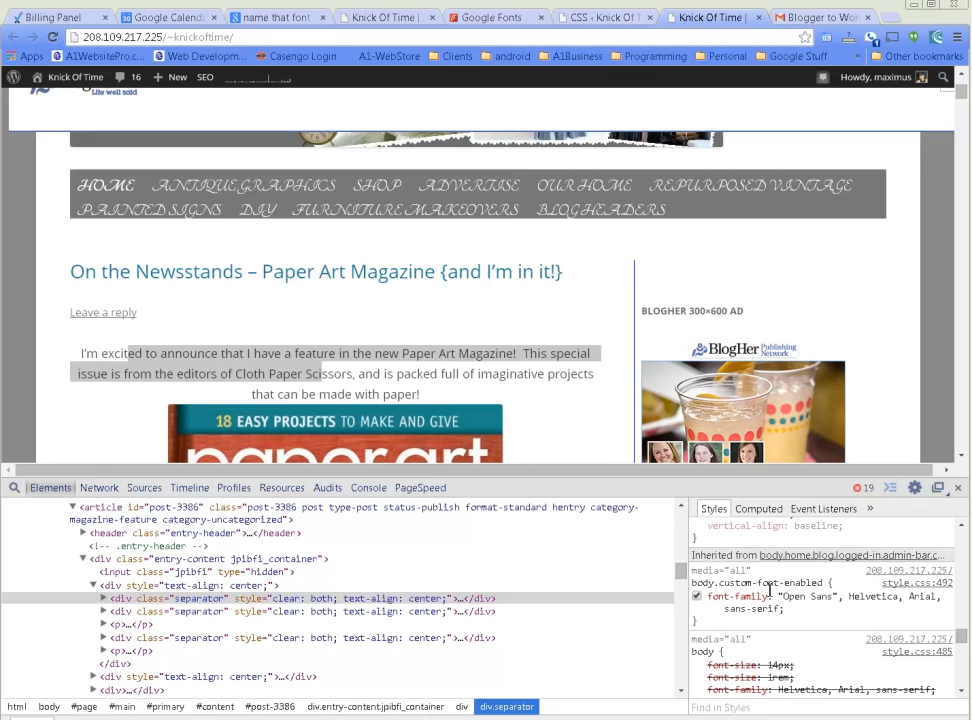 Billing Panel
Google Calenda
name that font
Knick Of Time |
Google Fonts
CSS ‹ Knick Of T
Knick Of Time |
Blogger to Wor
208.109.217.225/~knickoftime/
Apps
A1WebsitePro.c...
Web Developm...
Casengo Login
A1-WebStore
Clients
android
A1Business
Programming
Personal
Google Stuff
Other bookmarks
Knick Of Time
16
New
SEO
Howdy, maximus
Life well said
HOME ANTIQUE GRAPHICS SHOP ADVERTISE OUR HOME REPURPOSED VINTAGE
PAINTED SIGNS DIY FURNITURE MAKEOVERS BLOG HEADERS
On the Newsstands – Paper Art Magazine {and I'm in it!}
BLOGHER 300×600 AD
Leave a reply
BlogHer Publishing Network
I'm excited to announce that I have a feature in the new Paper Art Magazine! This special
issue is from the editors of Cloth Paper Scissors, and is packed full of imaginative projects
that can be made with paper!
18 EASY PROJECTS TO MAKE AND GIVE
paper art
Elements Network Sources Timeline Profiles Resources Audits Console PageSpeed
19
<article id="post-3386" class="post-3386 post type-post status-publish format-standard hentry category-
magazine-feature category-uncategorized">
<header class="entry-header">…</header>
<!-- .entry-header -->
<div class="entry-content jpibfi_container">
<input class="jpibfi" type="hidden">
<div style="text-align: center;">
<div class="separator" style="clear: both; text-align: center;">…</div>
<div class="separator" style="clear: both; text-align: center;">…</div>
<p>…</p>
<div class="separator" style="clear: both; text-align: center;">…</div>
<p>…</p>
</div>
<div style="text-align: center;">…</div>
<div>…</div>
html body #page #main #primary #content #post-3386 div.entry-content.jpibfi_container div div.separator
Styles Computed Event Listeners »
vertical-align: baseline;
}
Inherited from body.home.blog.logged-in.admin-bar.c...
media="all" 208.109.217.225/
body.custom-font-enabled { style.css:492
font-family: "Open Sans", Helvetica, Arial,
sans-serif;
}
media="all" 208.109.217.225/
body { style.css:485
font-size: 14px;
font-size: 1rem;
font-family: Helvetica, Arial, sans-serif;
Find in Styles